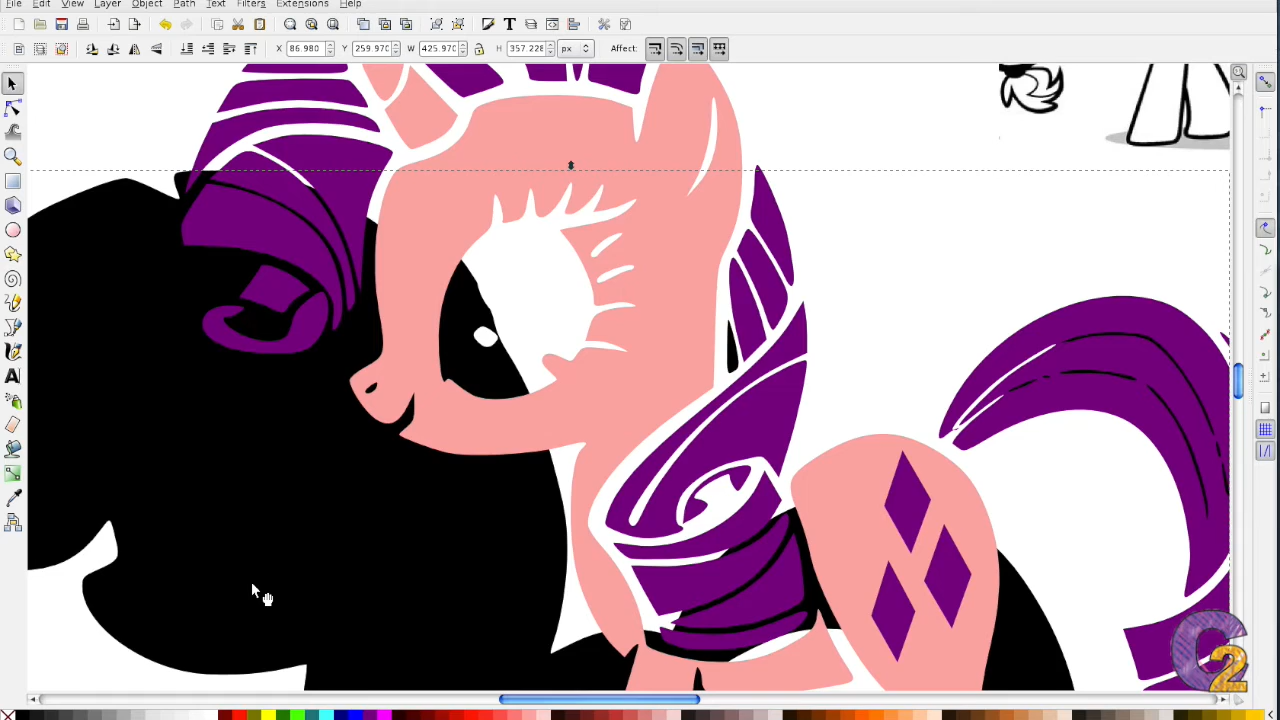 File Edit View Layer Object Path Text Filters Extensions Help
X 86.980 Y 259.970 W 425.970 H 357.228 px Affect:
C2